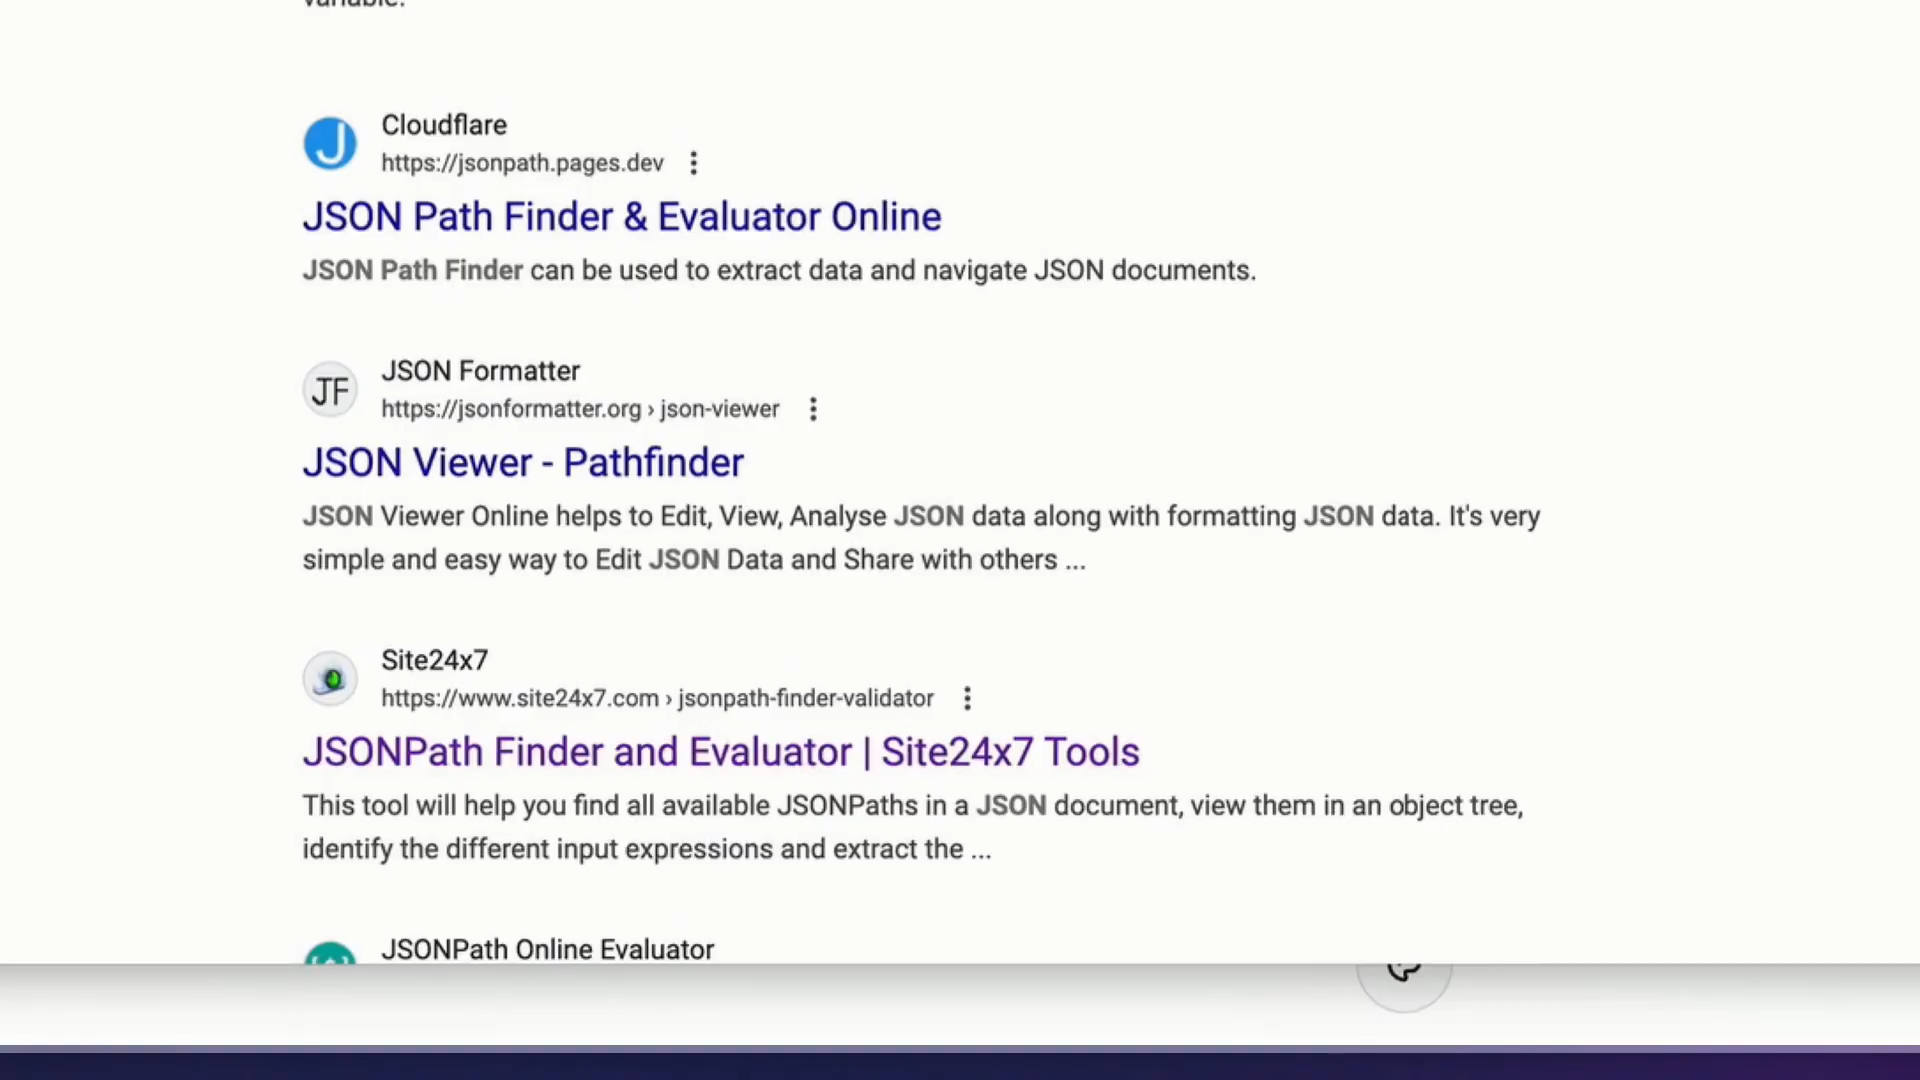 variable.
Cloudflare
https://jsonpath.pages.dev
JSON Path Finder & Evaluator Online
JSON Path Finder can be used to extract data and navigate JSON documents.
JF
JSON Formatter
https://jsonformatter.org › json-viewer
JSON Viewer - Pathfinder
JSON Viewer Online helps to Edit, View, Analyse JSON data along with formatting JSON data. It's very
simple and easy way to Edit JSON Data and Share with others ...
Site24x7
https://www.site24x7.com › jsonpath-finder-validator
JSONPath Finder and Evaluator | Site24x7 Tools
This tool will help you find all available JSONPaths in a JSON document, view them in an object tree,
identify the different input expressions and extract the ...
JSONPath Online Evaluator